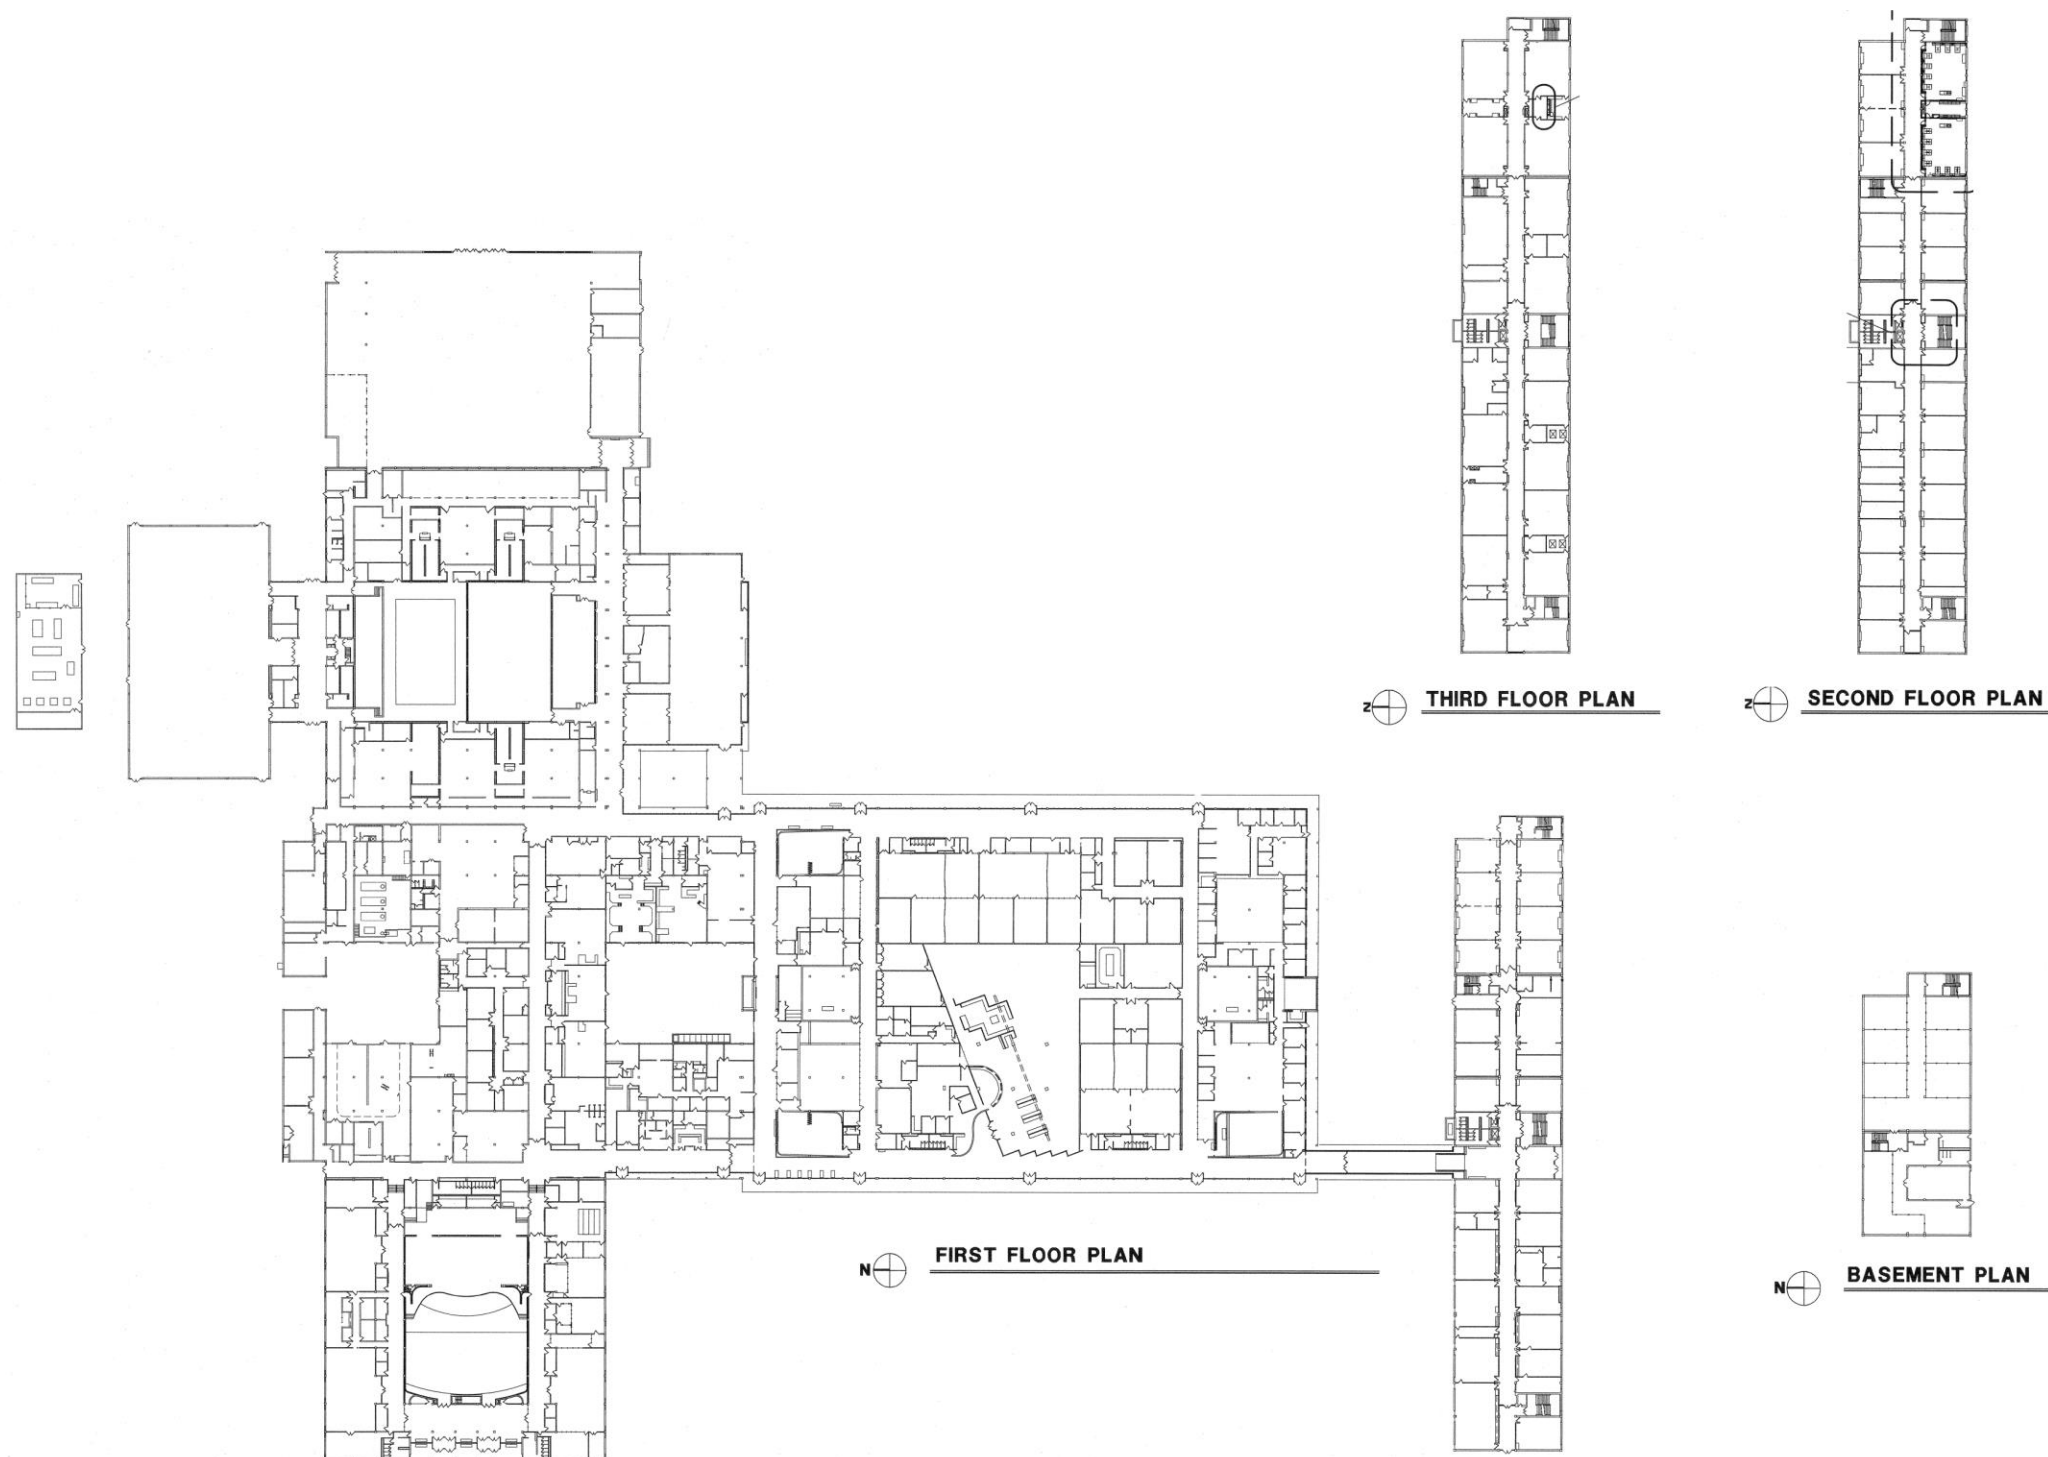 Z THIRD FLOOR PLAN
Z SECOND FLOOR PLAN
N FIRST FLOOR PLAN
N BASEMENT PLAN